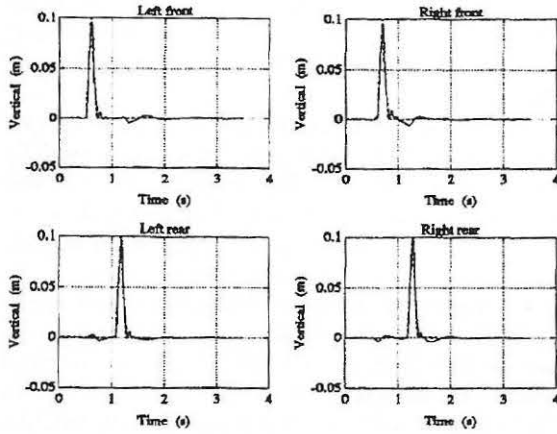 Left front
0.1
0.05
0
-0.05
Vertical (m)
0 1 2 3 4
Time (s)
Right front
0.1
0.05
0
-0.05
Vertical (m)
0 1 2 3 4
Time (s)
Left rear
0.1
0.05
0
-0.05
Vertical (m)
0 1 2 3 4
Time (s)
Right rear
0.1
0.05
0
-0.05
Vertical (m)
0 1 2 3 4
Time (s)